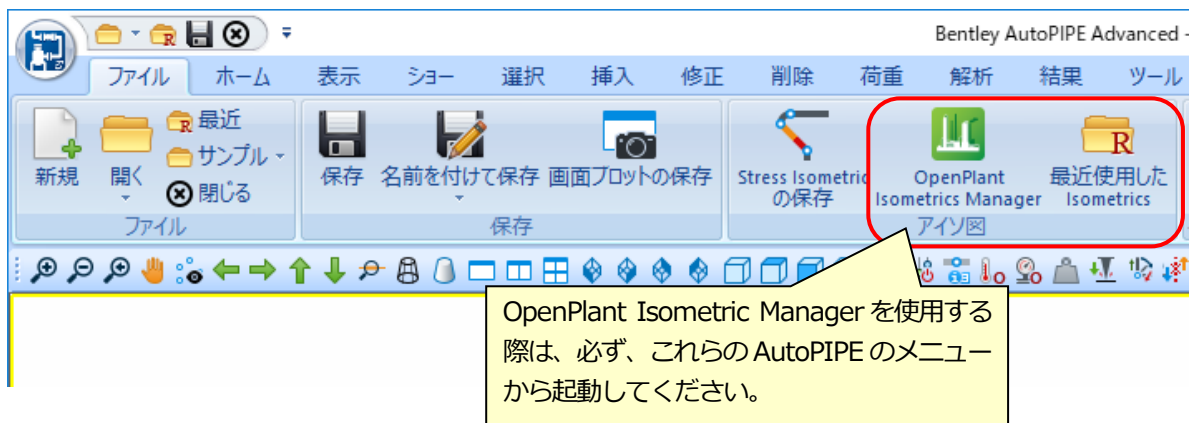 Bentley AutoPIPE Advanced -
ファイル ホーム 表示 ショー 選択 挿入 修正 削除 荷重 解析 結果 ツール
新規
開く
最近
サンプル
閉じる
ファイル
保存
名前を付けて保存
画面プロットの保存
保存
Stress Isometric
の保存
OpenPlant
Isometrics Manager
最近使用した
Isometrics
アイソ図
OpenPlant Isometric Manager を使用する
際は、必ず、これらの AutoPIPE のメニュー
から起動してください。